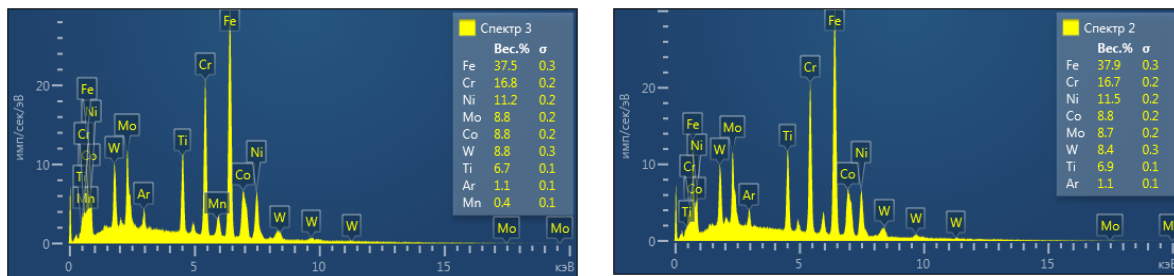 Спектр 3
Вес.% σ
Fe 37.5 0.3
Cr 16.8 0.2
Ni 11.2 0.2
Mo 8.8 0.2
Co 8.8 0.2
W 8.8 0.3
Ti 6.7 0.1
Ar 1.1 0.1
Mn 0.4 0.1
Fe
Cr
Fe
Ni
Cr
Co
Mn
W
Mo
Ar
Ti
Mn
Co
Ni
W
W
W
Mo
Mo
имп/сек/эВ
20
10
0
0 5 10 15 кэВ
Спектр 2
Вес.% σ
Fe 37.9 0.3
Cr 16.7 0.2
Ni 11.5 0.2
Co 8.8 0.2
Mo 8.7 0.2
W 8.4 0.3
Ti 6.9 0.1
Ar 1.1 0.1
Fe
Cr
Fe
Ni
Cr
Co
Ti
W
Mo
Ar
Ti
Co
Ni
W
W
W
Mo
имп/сек/эВ
20
10
0
0 5 10 15 кэВ